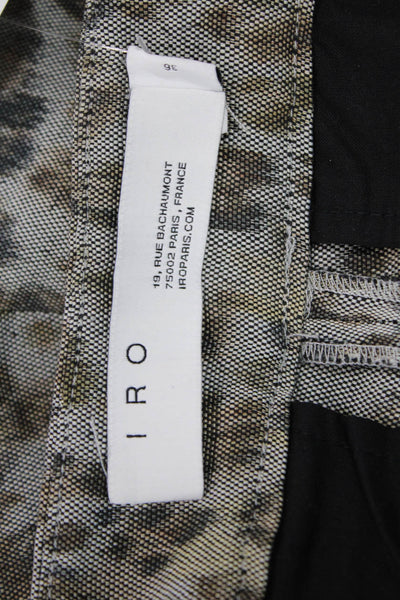 IRO
19, RUE BACHAUMONT
75002 PARIS, FRANCE
IROPARIS.COM
36